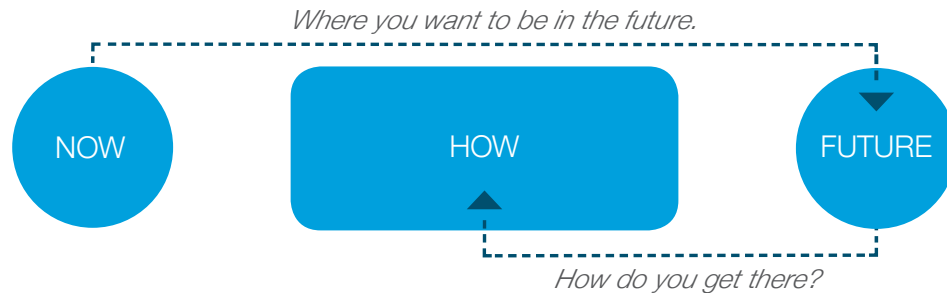 Where you want to be in the future.
NOW
HOW
FUTURE
How do you get there?